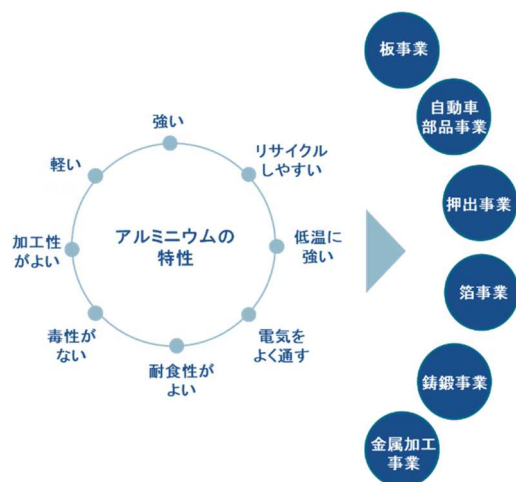 アルミニウムの
特性
強い
リサイクル
しやすい
低温に
強い
電気を
よく通す
耐食性が
よい
毒性が
ない
加工性
がよい
軽い
板事業
自動車
部品事業
押出事業
箔事業
鋳鍛事業
金属加工
事業